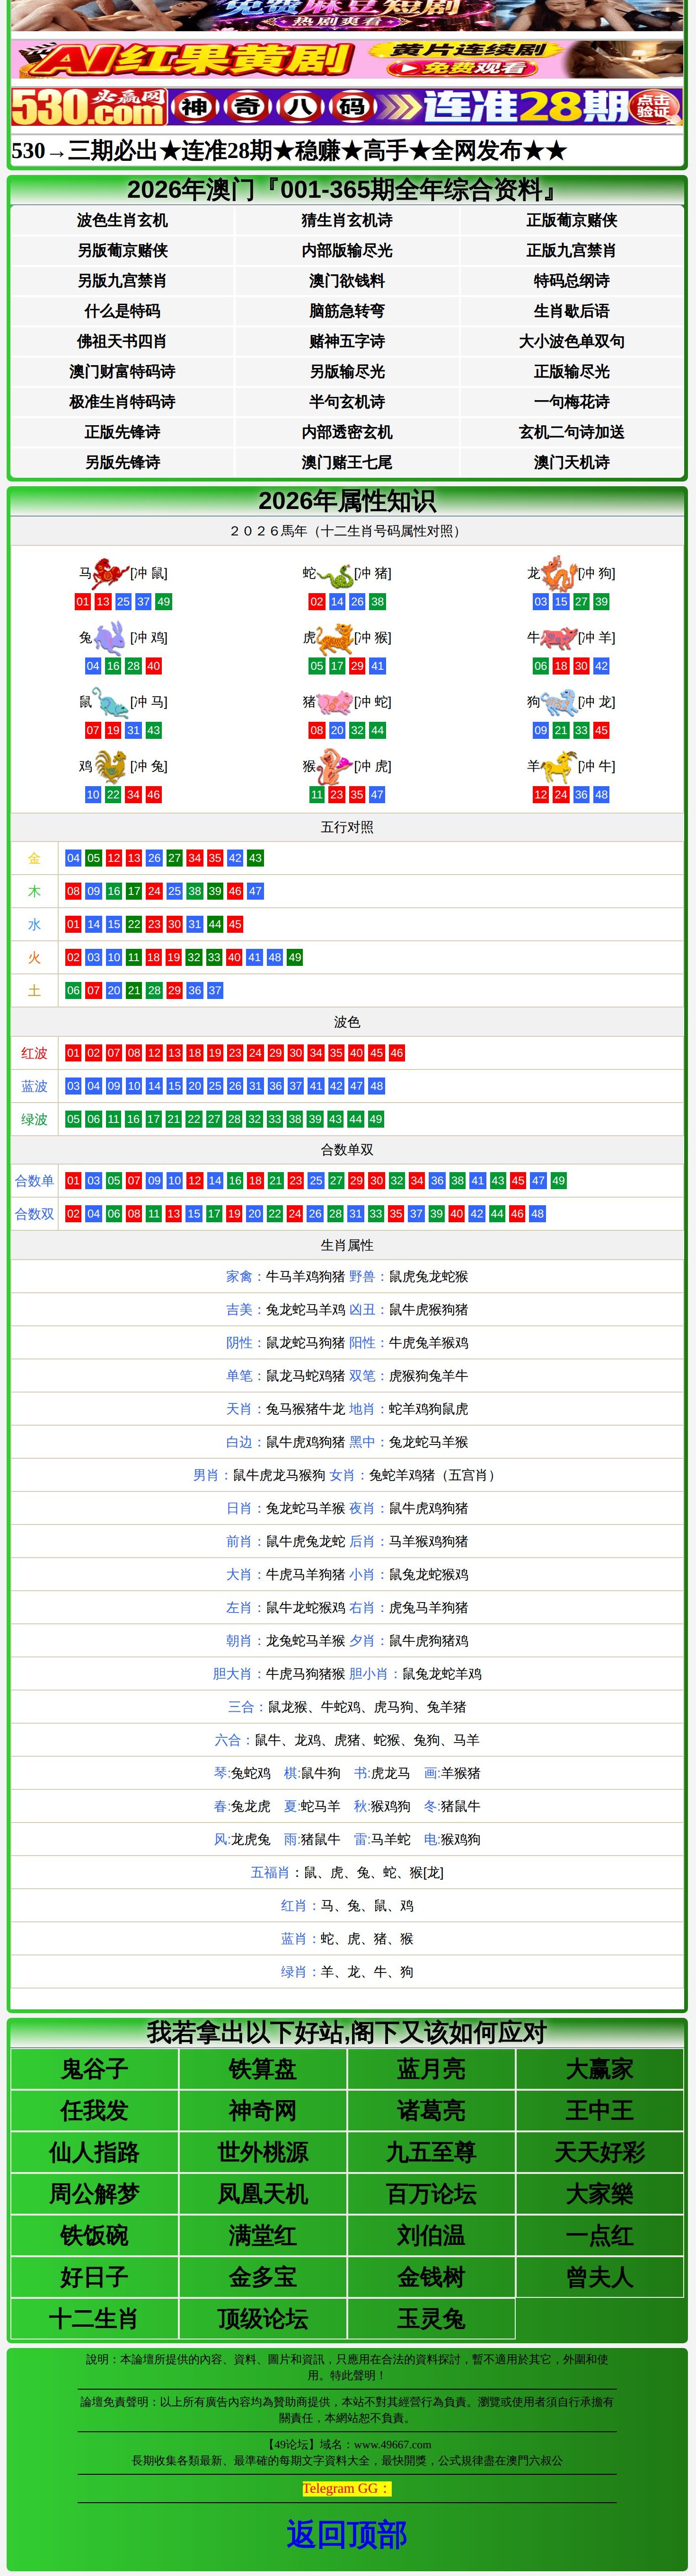 免费麻豆短剧
热剧爽看
AI红果黄剧 黄片连续剧
免费观看
530.com 必赢网 神奇八码 连准28期 点击验证
530→三期必出★连准28期★稳赚★高手★全网发布★★
2026年澳门『001-365期全年综合资料』
波色生肖玄机 猜生肖玄机诗 正版葡京赌侠
另版葡京赌侠 内部版输尽光 正版九宫禁肖
另版九宫禁肖 澳门欲钱料 特码总纲诗
什么是特码 脑筋急转弯 生肖歇后语
佛祖天书四肖 赌神五字诗 大小波色单双句
澳门财富特码诗 另版输尽光 正版输尽光
极准生肖特码诗 半句玄机诗 一句梅花诗
正版先锋诗 内部透密玄机 玄机二句诗加送
另版先锋诗 澳门赌王七尾 澳门天机诗
2026年属性知识
２０２６馬年（十二生肖号码属性对照）
马[冲 鼠] 蛇[冲 猪] 龙[冲 狗]
01 13 25 37 49 02 14 26 38 03 15 27 39
兔[冲 鸡] 虎[冲 猴] 牛[冲 羊]
04 16 28 40 05 17 29 41 06 18 30 42
鼠[冲 马] 猪[冲 蛇] 狗[冲 龙]
07 19 31 43 08 20 32 44 09 21 33 45
鸡[冲 兔] 猴[冲 虎] 羊[冲 牛]
10 22 34 46 11 23 35 47 12 24 36 48
五行对照
金 04 05 12 13 26 27 34 35 42 43
木 08 09 16 17 24 25 38 39 46 47
水 01 14 15 22 23 30 31 44 45
火 02 03 10 11 18 19 32 33 40 41 48 49
土 06 07 20 21 28 29 36 37
波色
红波 01 02 07 08 12 13 18 19 23 24 29 30 34 35 40 45 46
蓝波 03 04 09 10 14 15 20 25 26 31 36 37 41 42 47 48
绿波 05 06 11 16 17 21 22 27 28 32 33 38 39 43 44 49
合数单双
合数单 01 03 05 07 09 10 12 14 16 18 21 23 25 27 29 30 32 34 36 38 41 43 45 47 49
合数双 02 04 06 08 11 13 15 17 19 20 22 24 26 28 31 33 35 37 39 40 42 44 46 48
生肖属性
家禽：牛马羊鸡狗猪 野兽：鼠虎兔龙蛇猴
吉美：兔龙蛇马羊鸡 凶丑：鼠牛虎猴狗猪
阴性：鼠龙蛇马狗猪 阳性：牛虎兔羊猴鸡
单笔：鼠龙马蛇鸡猪 双笔：虎猴狗兔羊牛
天肖：兔马猴猪牛龙 地肖：蛇羊鸡狗鼠虎
白边：鼠牛虎鸡狗猪 黑中：兔龙蛇马羊猴
男肖：鼠牛虎龙马猴狗 女肖：兔蛇羊鸡猪（五宫肖）
日肖：兔龙蛇马羊猴 夜肖：鼠牛虎鸡狗猪
前肖：鼠牛虎兔龙蛇 后肖：马羊猴鸡狗猪
大肖：牛虎马羊狗猪 小肖：鼠兔龙蛇猴鸡
左肖：鼠牛龙蛇猴鸡 右肖：虎兔马羊狗猪
朝肖：龙兔蛇马羊猴 夕肖：鼠牛虎狗猪鸡
胆大肖：牛虎马狗猪猴 胆小肖：鼠兔龙蛇羊鸡
三合：鼠龙猴、牛蛇鸡、虎马狗、兔羊猪
六合：鼠牛、龙鸡、虎猪、蛇猴、兔狗、马羊
琴:兔蛇鸡 棋:鼠牛狗 书:虎龙马 画:羊猴猪
春:兔龙虎 夏:蛇马羊 秋:猴鸡狗 冬:猪鼠牛
风:龙虎兔 雨:猪鼠牛 雷:马羊蛇 电:猴鸡狗
五福肖：鼠、虎、兔、蛇、猴[龙]
红肖：马、兔、鼠、鸡
蓝肖：蛇、虎、猪、猴
绿肖：羊、龙、牛、狗
我若拿出以下好站,阁下又该如何应对
鬼谷子 铁算盘 蓝月亮 大赢家
任我发 神奇网 诸葛亮 王中王
仙人指路 世外桃源 九五至尊 天天好彩
周公解梦 凤凰天机 百万论坛 大家樂
铁饭碗 满堂红 刘伯温 一点红
好日子 金多宝 金钱树 曾夫人
十二生肖 顶级论坛 玉灵兔
說明：本論壇所提供的內容、資料、圖片和資訊，只應用在合法的資料探討，暫不適用於其它，外圍和使
用。特此聲明！
論壇免責聲明：以上所有廣告內容均為贊助商提供，本站不對其經營行為負責。瀏覽或使用者須自行承擔有
關責任，本網站恕不負責。
【49论坛】域名：www.49667.com
長期收集各類最新、最準確的每期文字資料大全，最快開獎，公式規律盡在澳門六叔公
Telegram GG：
返回顶部